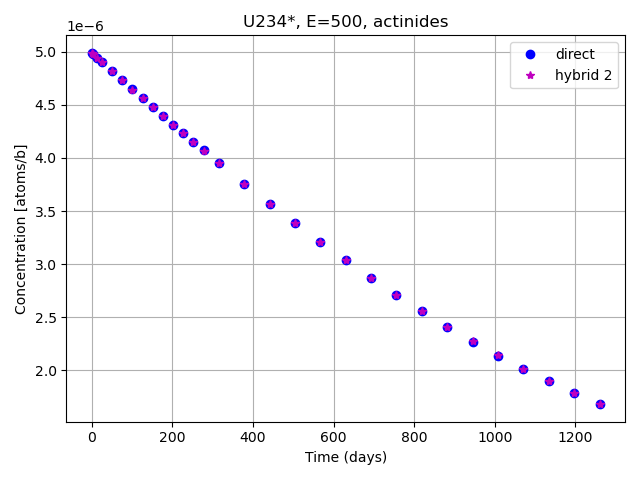 U234*, E=500, actinides
1e−6
direct
hybrid 2
5.0
4.5
4.0
3.5
3.0
2.5
2.0
Concentration [atoms/b]
0 200 400 600 800 1000 1200
Time (days)